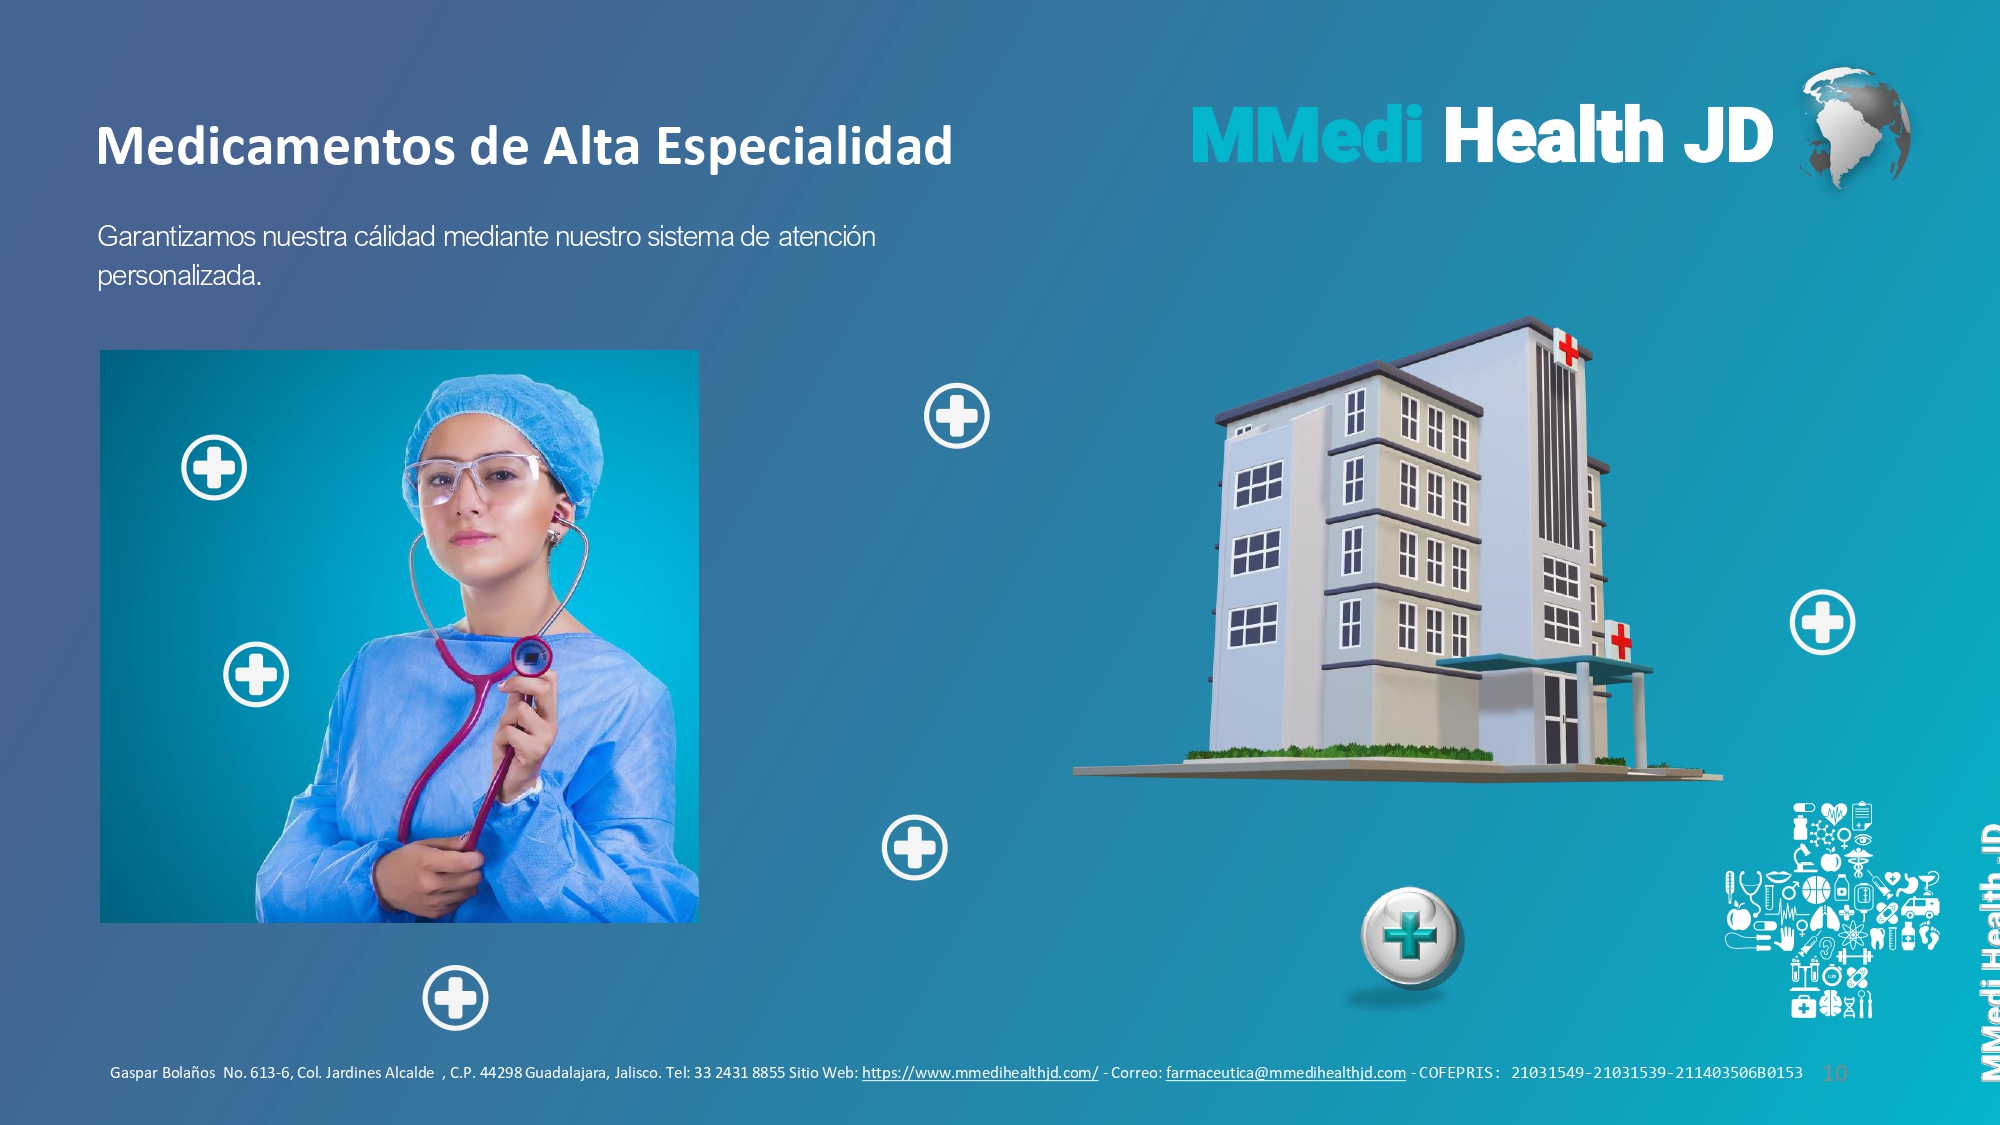 MMedi Health JD
Medicamentos de Alta Especialidad
Garantizamos nuestra cálidad mediante nuestro sistema de atención
personalizada.
MMedi Health JD
Gaspar Bolaños No. 613-6, Col. Jardines Alcalde , C.P. 44298 Guadalajara, Jalisco. Tel: 33 2431 8855 Sitio Web: https://www.mmedihealthjd.com/ - Correo: farmaceutica@mmedihealthjd.com - COFEPRIS: 21031549-21031539-211403506B0153
10